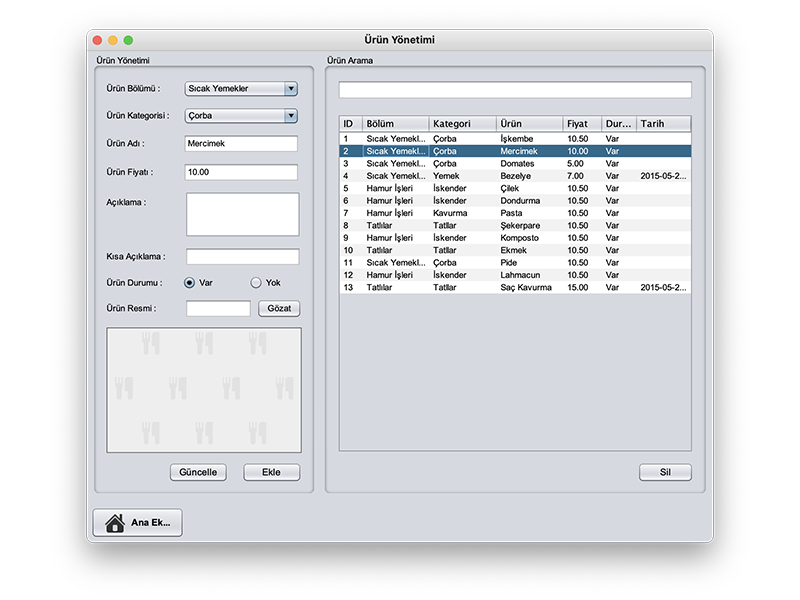 Ürün Yönetimi
Ürün Yönetimi
Ürün Bölümü : Sıcak Yemekler
Ürün Kategorisi : Çorba
Ürün Adı : Mercimek
Ürün Fiyatı : 10.00
Açıklama :
Kısa Açıklama :
Ürün Durumu : Var Yok
Ürün Resmi : Gözat
Güncelle Ekle
Ürün Arama
ID Bölüm Kategori Ürün Fiyat Dur... Tarih
1 Sıcak Yemekl... Çorba İşkembe 10.50 Var
2 Sıcak Yemekl... Çorba Mercimek 10.00 Var
3 Sıcak Yemekl... Çorba Domates 5.00 Var
4 Sıcak Yemekl... Yemek Bezelye 7.00 Var 2015-05-2...
5 Hamur İşleri İskender Çilek 10.50 Var
6 Hamur İşleri İskender Dondurma 10.50 Var
7 Hamur İşleri Kavurma Pasta 10.50 Var
8 Tatlılar Tatllar Şekerpare 10.50 Var
9 Hamur İşleri İskender Komposto 10.50 Var
10 Tatlılar Tatllar Ekmek 10.50 Var
11 Sıcak Yemekl... Çorba Pide 10.50 Var
12 Hamur İşleri İskender Lahmacun 10.50 Var
13 Tatlılar Tatllar Saç Kavurma 15.00 Var 2015-05-2...
Sil
Ana Ek...